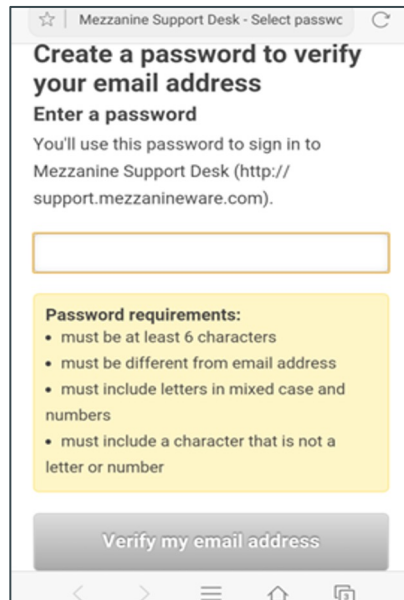 Mezzanine Support Desk - Select passwc
Create a password to verify
your email address
Enter a password
You'll use this password to sign in to
Mezzanine Support Desk (http://
support.mezzanineware.com).
Password requirements:
• must be at least 6 characters
• must be different from email address
• must include letters in mixed case and
numbers
• must include a character that is not a
letter or number
Verify my email address
3